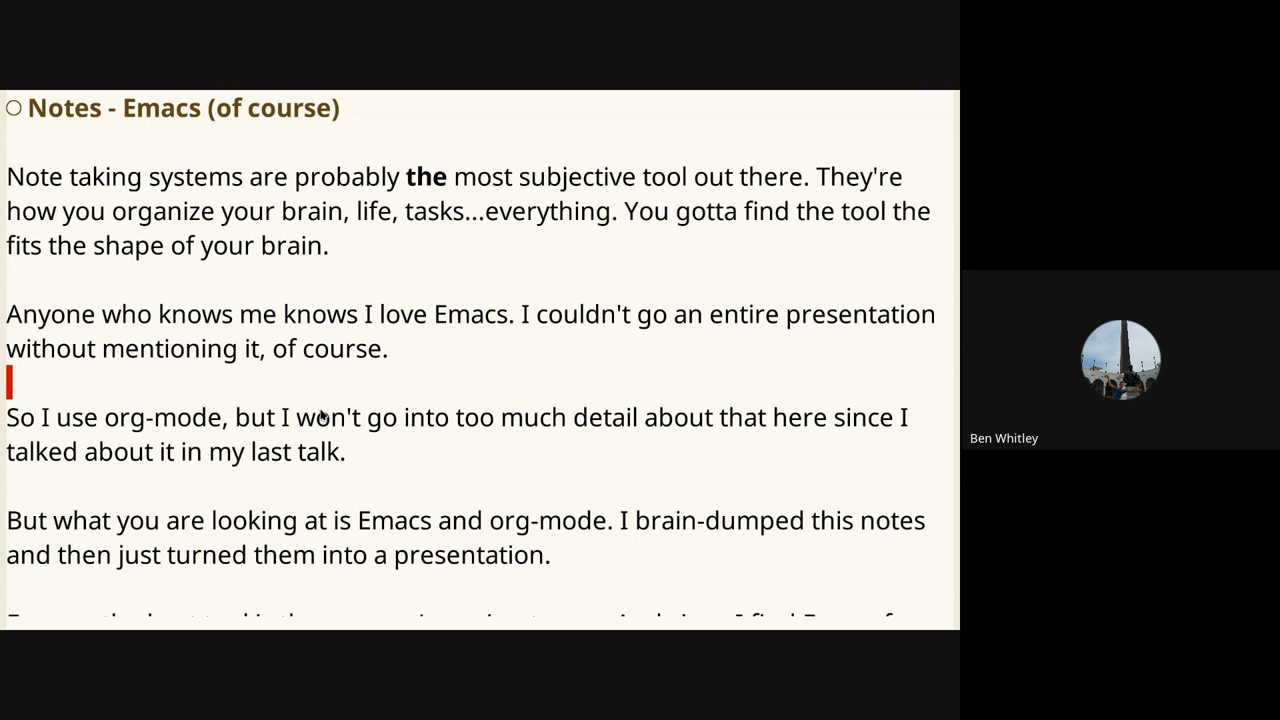 Notes - Emacs (of course)
Note taking systems are probably the most subjective tool out there. They're
how you organize your brain, life, tasks...everything. You gotta find the tool the
fits the shape of your brain.
Anyone who knows me knows I love Emacs. I couldn't go an entire presentation
without mentioning it, of course.
So I use org-mode, but I won't go into too much detail about that here since I
talked about it in my last talk.
But what you are looking at is Emacs and org-mode. I brain-dumped this notes
and then just turned them into a presentation.
Ben Whitley